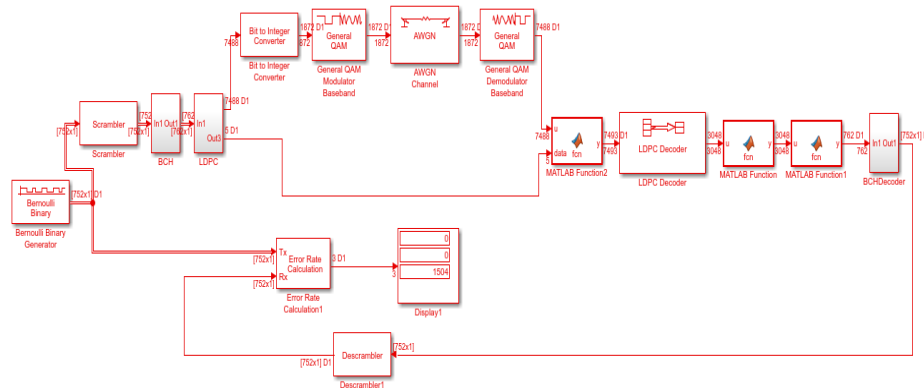 Bit to Integer
Converter
Bit to Integer
Converter
7488
1872 D1
1872
General
QAM
General QAM
Modulator
Baseband
1872 D1
1872
AWGN
AWGN
Channel
1872 D1
1872
General
QAM
General QAM
Demodulator
Baseband
7488 D1
Scrambler
Scrambler
[752x1]
[752
[752x1]
In1 Out1
BCH
[762
[762x1]
In1
Out3
LDPC
7488 D1
5 D1
7488
u
data
5
fcn
y
MATLAB Function2
7493 D1
7493
LDPC Decoder
LDPC Decoder
3048
3048
u
fcn
y
MATLAB Function
3048
3048
u
fcn
y
MATLAB Function1
762 D1
762
In1 Out1
BCHDecoder
[752x1] D1
Bernoulli
Binary
Bernoulli Binary
Generator
[752x1] D1
[752x1]
Tx
Rx
[752x1]
Error Rate
Calculation
Error Rate
Calculation1
3 D1
3
0
0
1504
Display1
[752x1] D1
Descrambler
Descrambler1
[752x1]